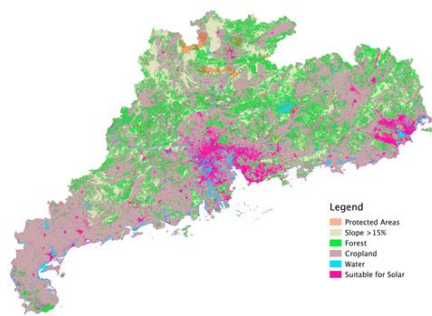 Legend
Protected Areas
Slope >15%
Forest
Cropland
Water
Suitable for Solar